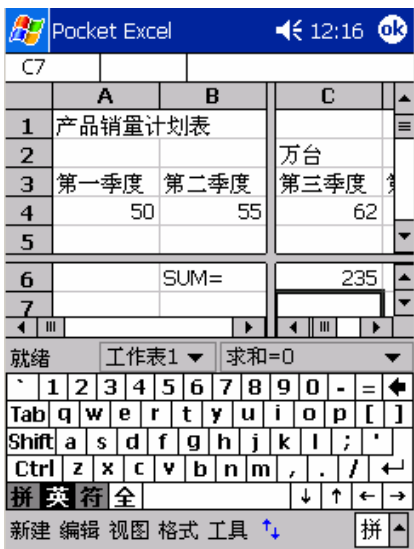 Pocket Excel 12:16 ok
C7
A B C
1 产品销量计划表
2 万台
3 第一季度 第二季度 第三季度
4 50 55 62
5
6 SUM= 235
7
就绪 工作表1 求和=0
` 1 2 3 4 5 6 7 8 9 0 - =
Tab q w e r t y u i o p [ ]
Shift a s d f g h j k l ; '
Ctrl z x c v b n m , . /
拼 英 符 全 ↓ ↑ ← →
新建 编辑 视图 格式 工具 拼